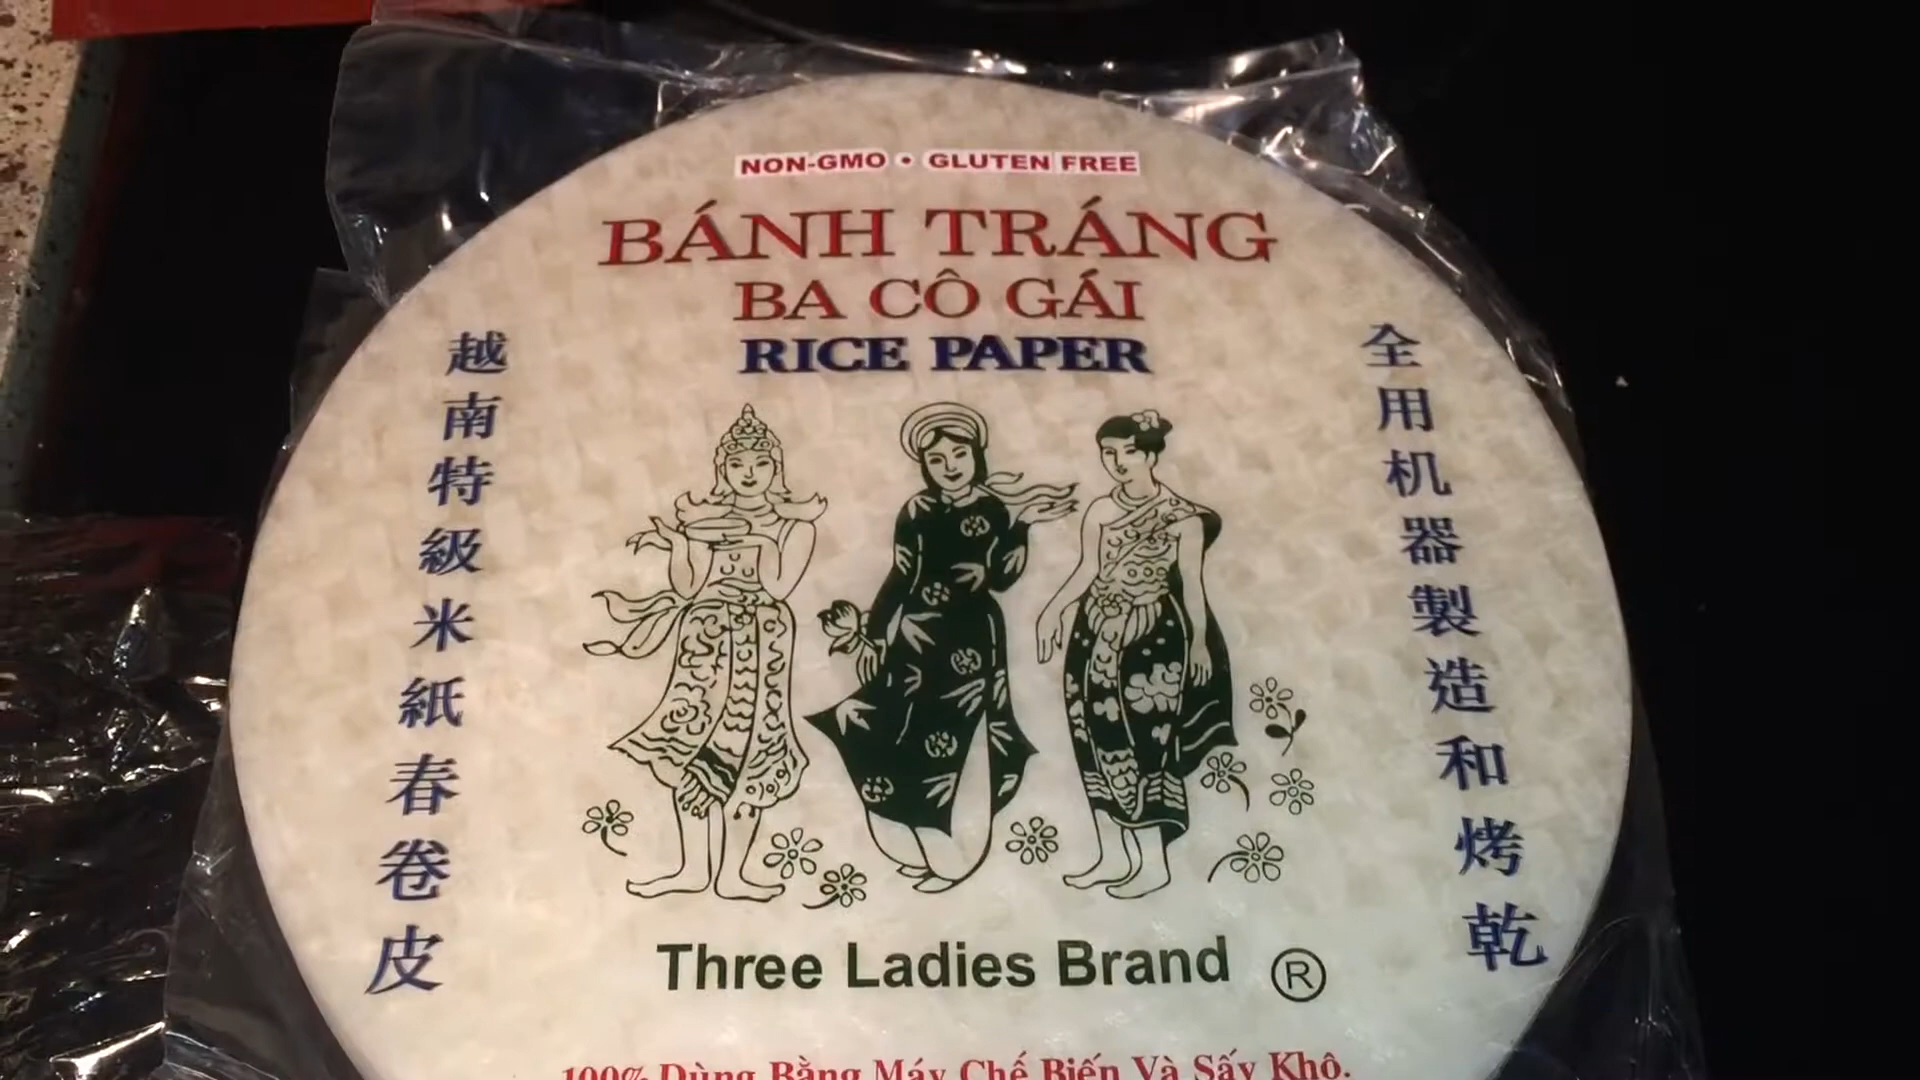 NON-GMO • GLUTEN FREE
BÁNH TRÁNG
BA CÔ GÁI
RICE PAPER
越南特級米紙春卷皮
全用机器製造和烤乾
Three Ladies Brand ®
100% Dùng Bằng Máy Chế Biến Và Sấy Khô.